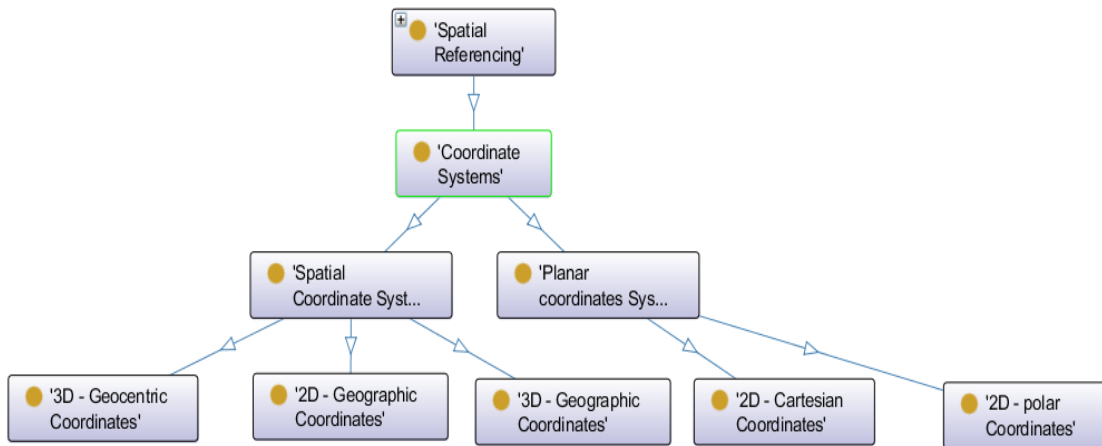 'Spatial
Referencing'
'Coordinate
Systems'
'Spatial
Coordinate Syst...
'Planar
coordinates Sys...
'3D - Geocentric
Coordinates'
'2D - Geographic
Coordinates'
'3D - Geographic
Coordinates'
'2D - Cartesian
Coordinates'
'2D - polar
Coordinates'